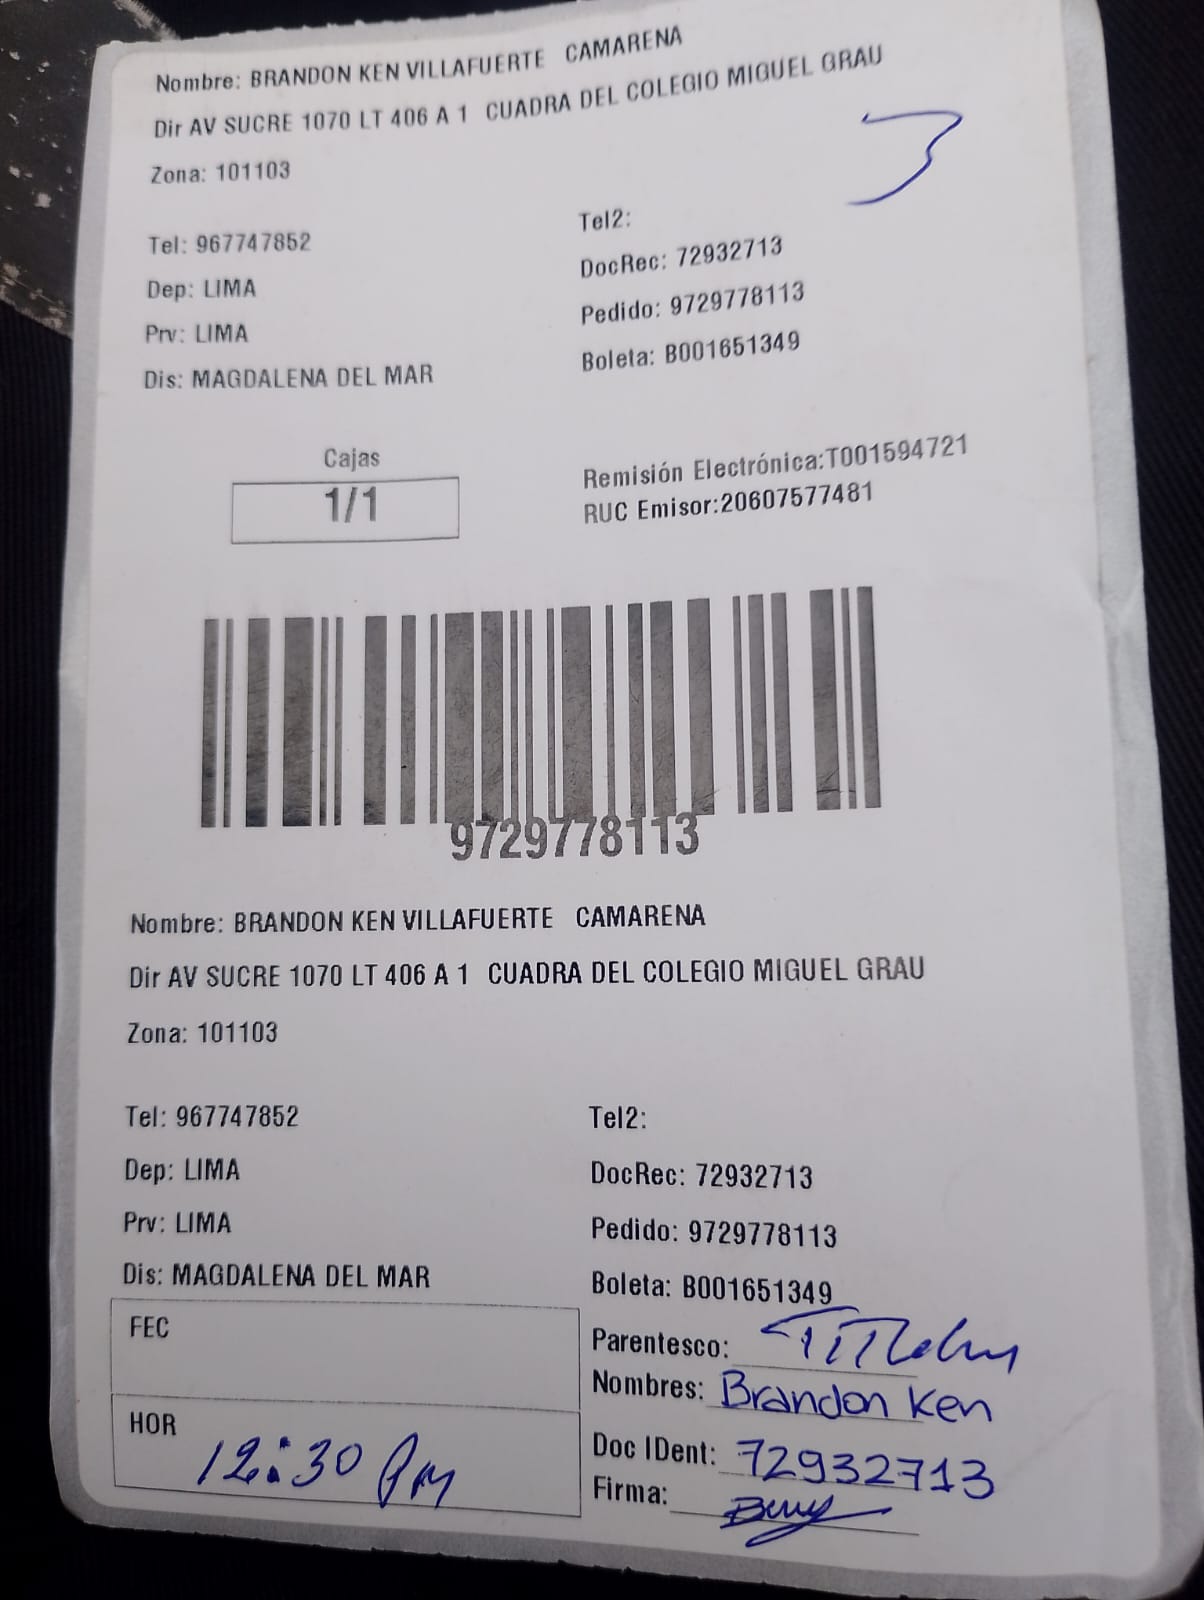 Nombre: BRANDON KEN VILLAFUERTE CAMARENA
Dir AV SUCRE 1070 LT 406 A 1 CUADRA DEL COLEGIO MIGUEL GRAU
Zona: 101103
Tel: 967747852
Tel2:
Dep: LIMA
DocRec: 72932713
Prv: LIMA
Pedido: 9729778113
Dis: MAGDALENA DEL MAR
Boleta: B001651349
Cajas
1/1
Remisión Electrónica:T001594721
RUC Emisor:20607577481
9729778113
Nombre: BRANDON KEN VILLAFUERTE CAMARENA
Dir AV SUCRE 1070 LT 406 A 1 CUADRA DEL COLEGIO MIGUEL GRAU
Zona: 101103
Tel: 967747852
Tel2:
Dep: LIMA
DocRec: 72932713
Prv: LIMA
Pedido: 9729778113
Dis: MAGDALENA DEL MAR
Boleta: B001651349
FEC
Parentesco:
Nombres: Brandon Ken
HOR
12:30 Pm
Doc IDent: 72932713
Firma: